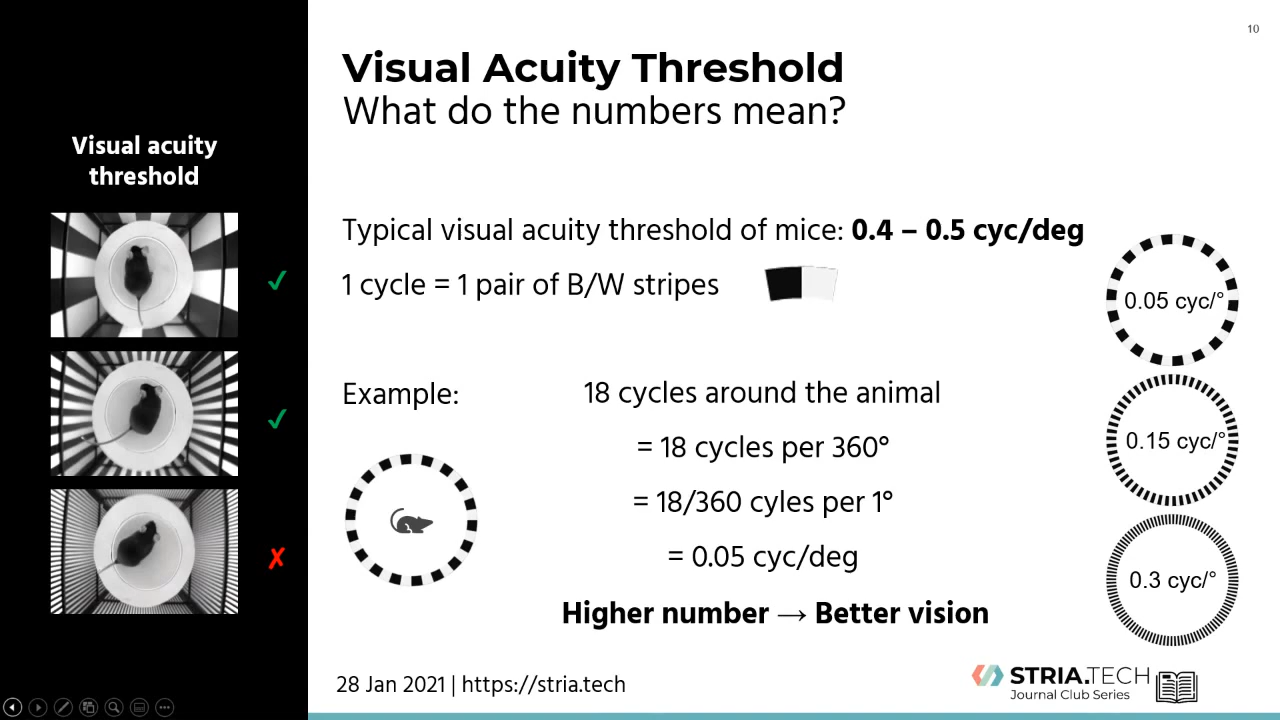 10
Visual Acuity Threshold
What do the numbers mean?
Visual acuity
threshold
✓
✓
✗
Typical visual acuity threshold of mice: 0.4 – 0.5 cyc/deg
1 cycle = 1 pair of B/W stripes
Example:
18 cycles around the animal
= 18 cycles per 360°
= 18/360 cyles per 1°
= 0.05 cyc/deg
Higher number → Better vision
0.05 cyc/°
0.15 cyc/°
0.3 cyc/°
28 Jan 2021 | https://stria.tech
STRIA.TECH
Journal Club Series